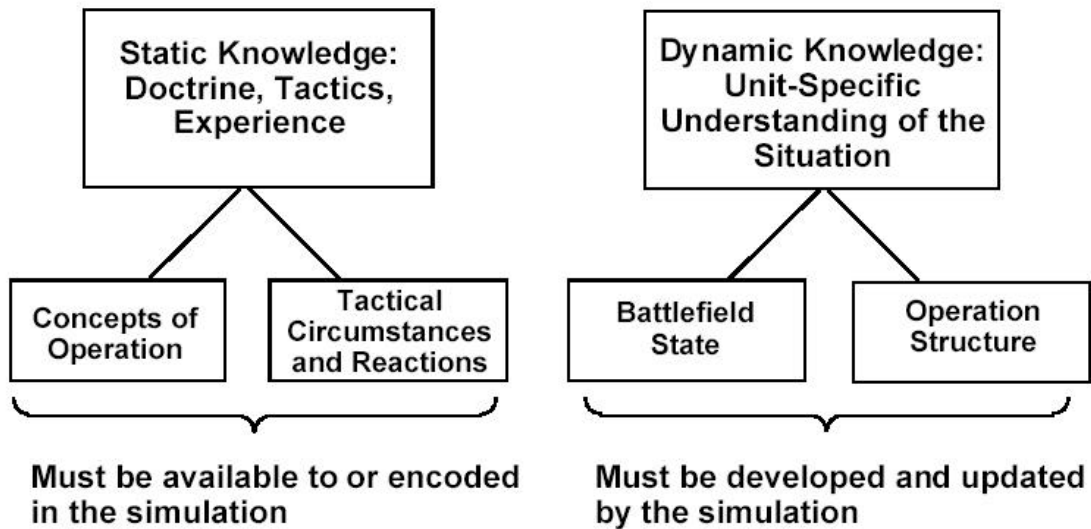 Static Knowledge:
Doctrine, Tactics,
Experience
Dynamic Knowledge:
Unit-Specific
Understanding of the
Situation
Concepts of
Operation
Tactical
Circumstances
and Reactions
Battlefield
State
Operation
Structure
Must be available to or encoded
in the simulation
Must be developed and updated
by the simulation